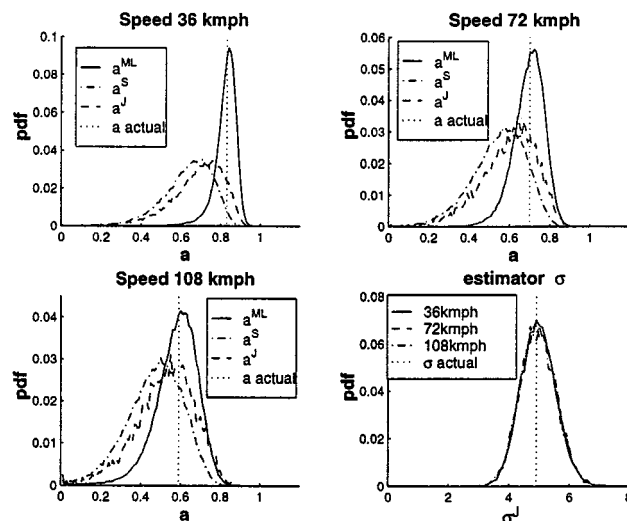 Speed 36 kmph
0.1
0.08
0.06
0.04
0.02
0
pdf
a^ML
a^S
a^J
a actual
0 0.2 0.4 0.6 0.8 1
a
Speed 72 kmph
0.06
0.05
0.04
0.03
0.02
0.01
0
pdf
a^ML
a^S
a^J
a actual
0 0.2 0.4 0.6 0.8 1
a
Speed 108 kmph
0.04
0.03
0.02
0.01
0
pdf
a^ML
a^S
a^J
a actual
0 0.2 0.4 0.6 0.8 1
a
estimator σ
0.08
0.06
0.04
0.02
0
pdf
36kmph
72kmph
108kmph
σ actual
0 2 4 6 8
σ^J